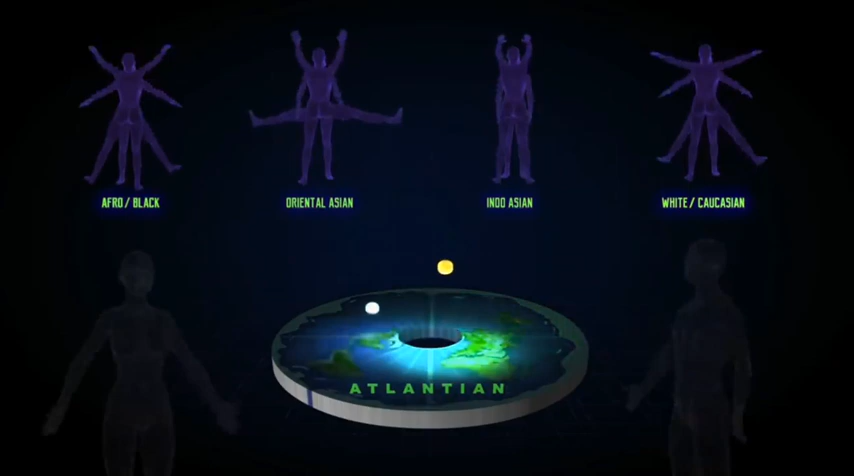 AFRO / BLACK
ORIENTAL ASIAN
INDO ASIAN
WHITE / CAUCASIAN
ATLANTIAN